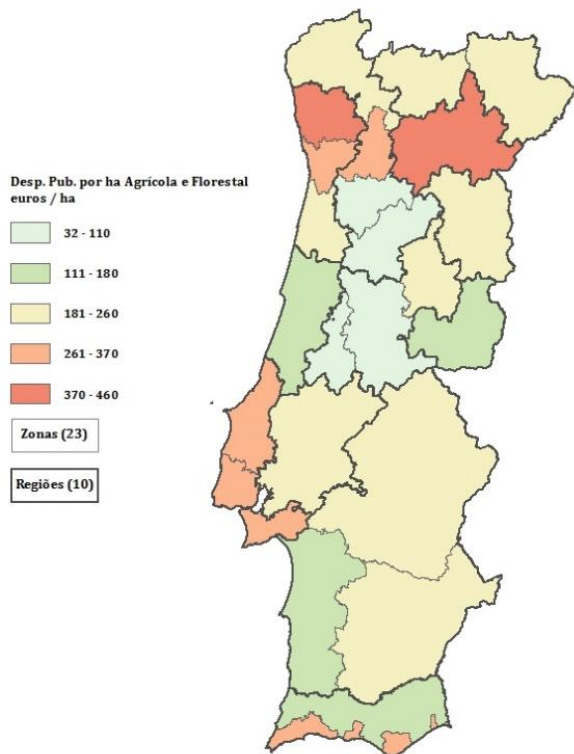 Desp. Pub. por ha Agrícola e Florestal
euros / ha
32 - 110
111 - 180
181 - 260
261 - 370
370 - 460
Zonas (23)
Regiões (10)